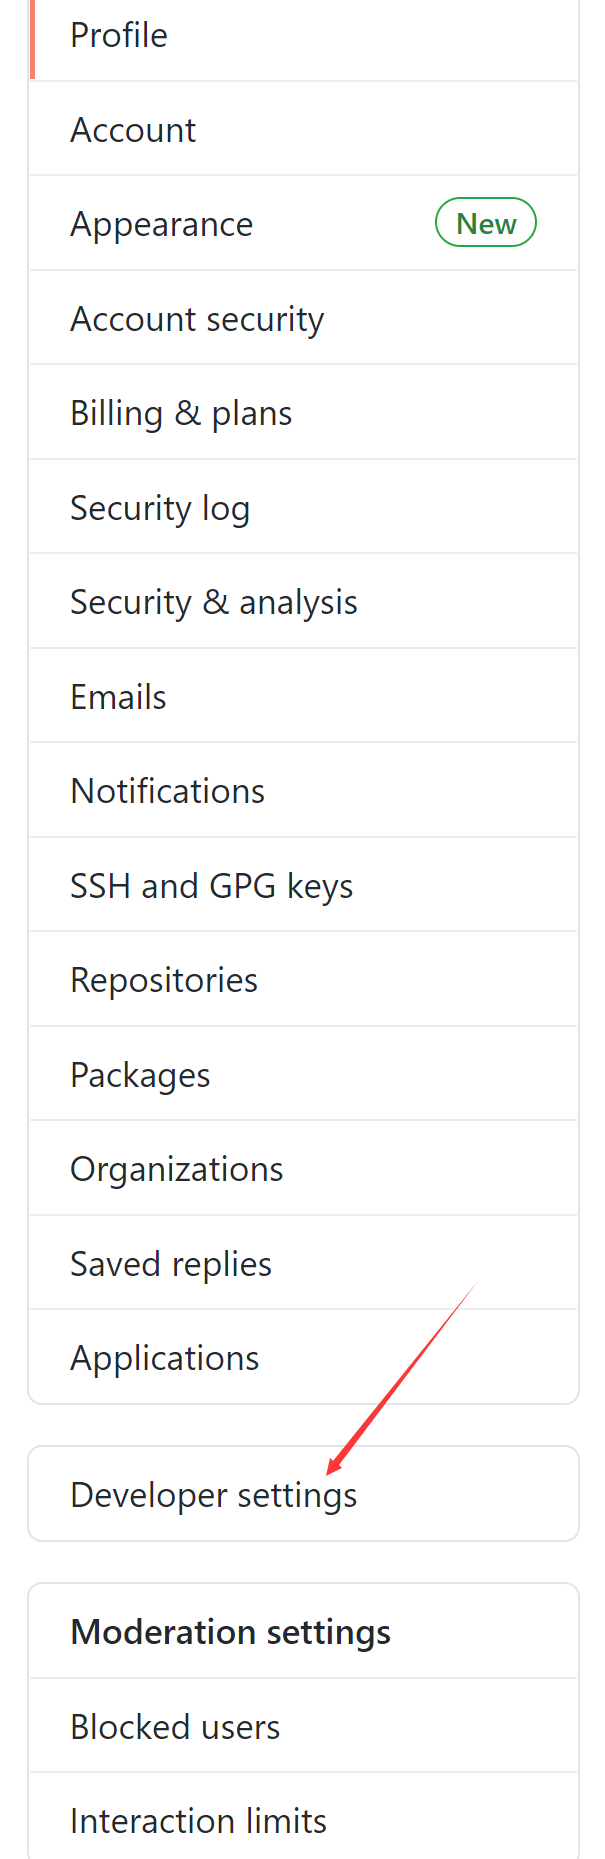 Profile
Account
Appearance New
Account security
Billing & plans
Security log
Security & analysis
Emails
Notifications
SSH and GPG keys
Repositories
Packages
Organizations
Saved replies
Applications
Developer settings
Moderation settings
Blocked users
Interaction limits